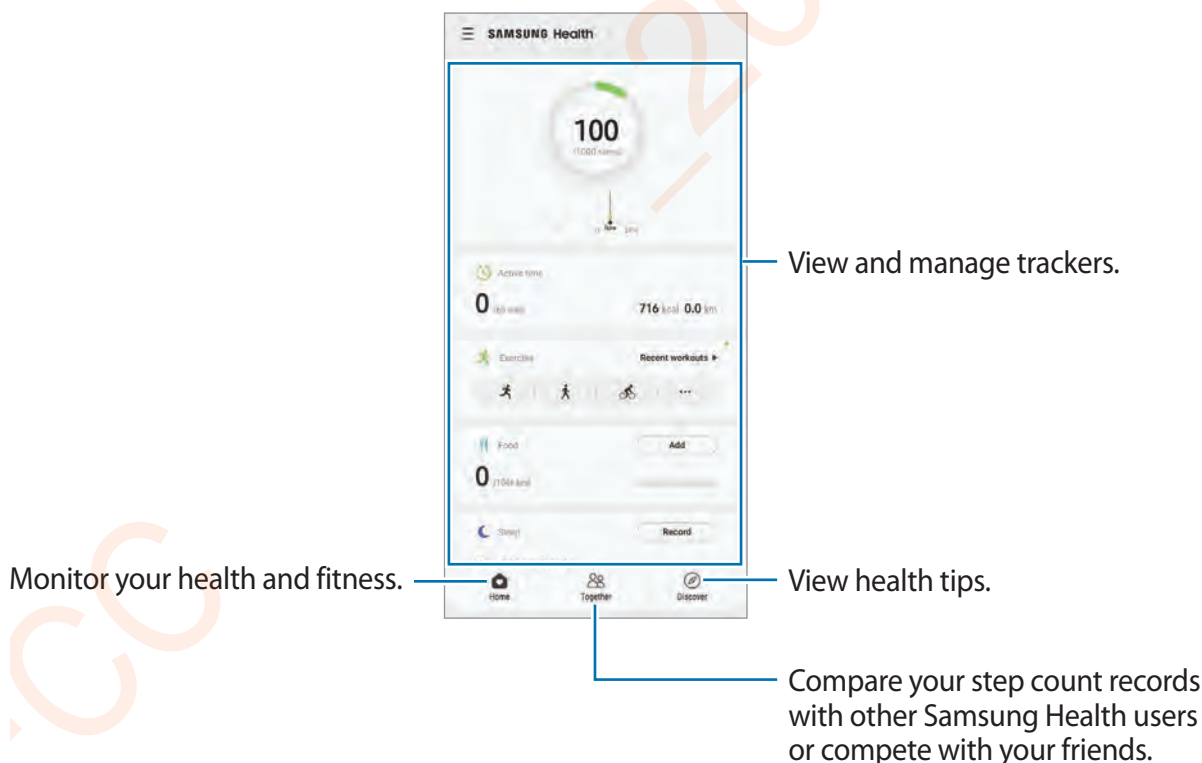 SAMSUNG Health
100
Active time
0
716 kcal 0.0 km
Exercise
Recent workouts
Food
Add
0
Sleep
Record
Home
Together
Discover
View and manage trackers.
Monitor your health and fitness.
View health tips.
Compare your step count records
with other Samsung Health users
or compete with your friends.